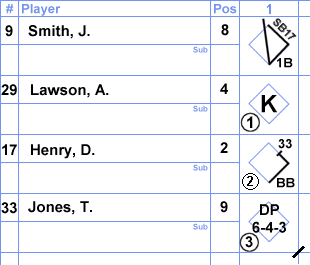 # Player Pos 1
9 Smith, J. 8 SB17
Sub 1B
29 Lawson, A. 4 K
Sub 1
17 Henry, D. 2 33
Sub 2 BB
33 Jones, T. 9 DP
6-4-3
Sub 3